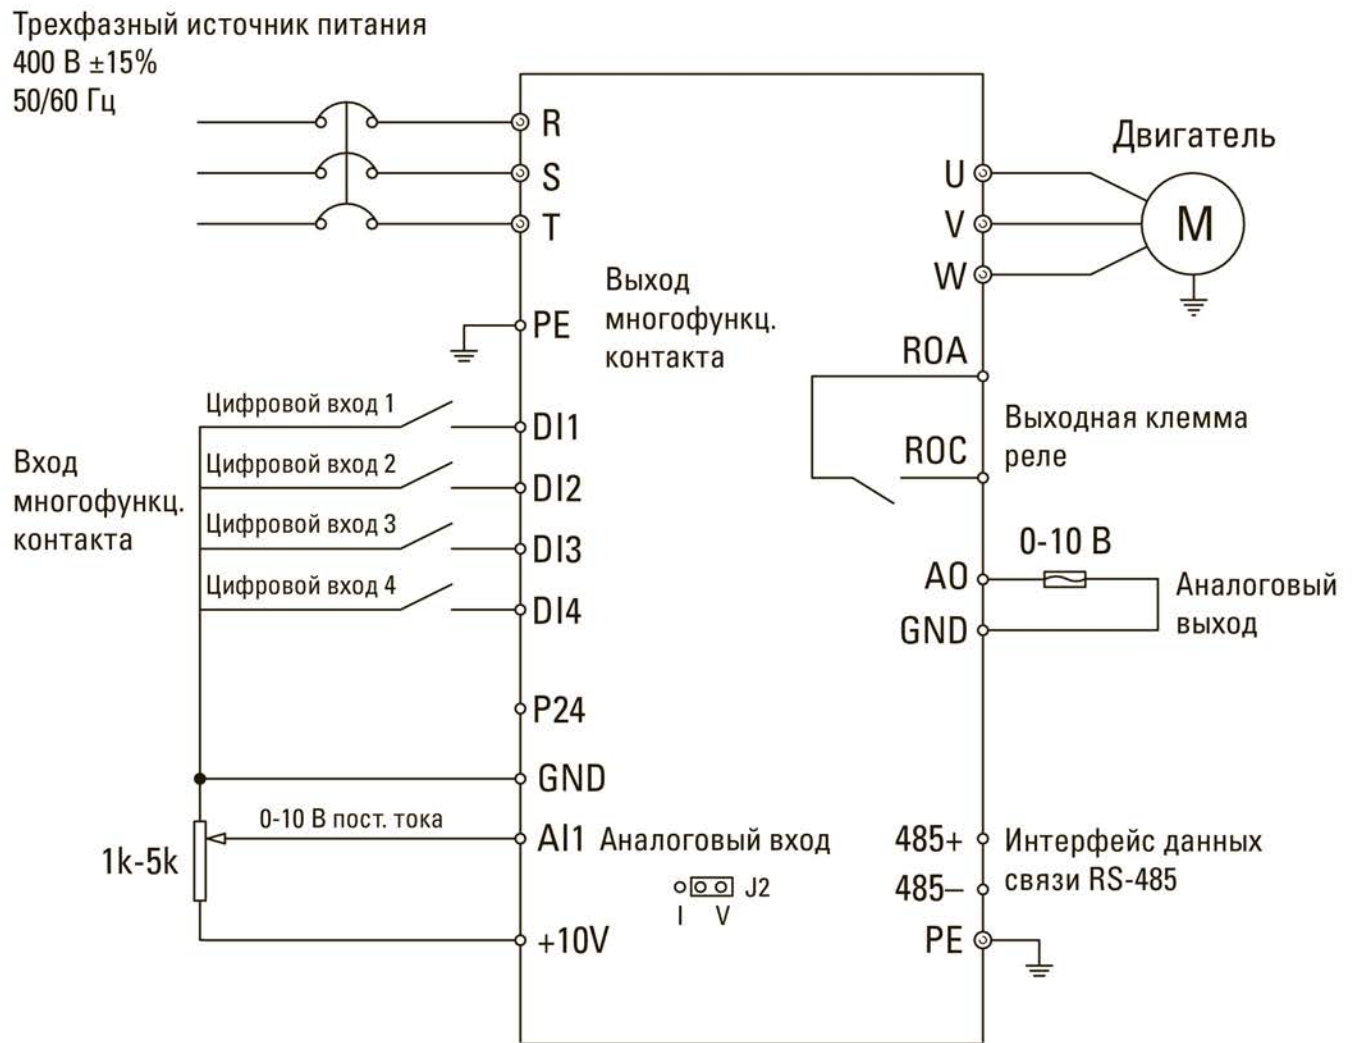 Трехфазный источник питания
400 В ±15%
50/60 Гц
R
S
T
PE
Выход
многофункц.
контакта
Двигатель
U
V
W
M
ROA
ROC
Выходная клемма
реле
Вход
многофункц.
контакта
Цифровой вход 1
DI1
Цифровой вход 2
DI2
Цифровой вход 3
DI3
Цифровой вход 4
DI4
0-10 В
AO
GND
Аналоговый
выход
P24
GND
0-10 В пост. тока
AI1 Аналоговый вход
1k-5k
J2
I V
+10V
485+
485–
Интерфейс данных
связи RS-485
PE